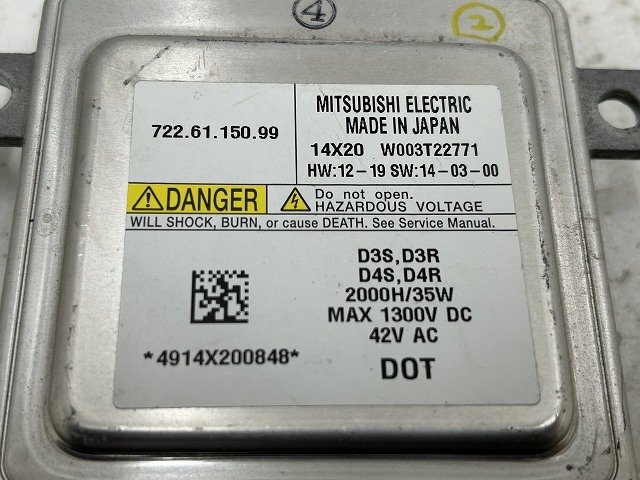 ④
2
722.61.150.99
MITSUBISHI ELECTRIC
MADE IN JAPAN
14X20 W003T22771
HW:12-19 SW:14-03-00
DANGER
Do not open.
HAZARDOUS VOLTAGE
WILL SHOCK, BURN, or cause DEATH. See Service Manual.
D3S,D3R
D4S,D4R
2000H/35W
MAX 1300V DC
42V AC
*4914X200848*
DOT